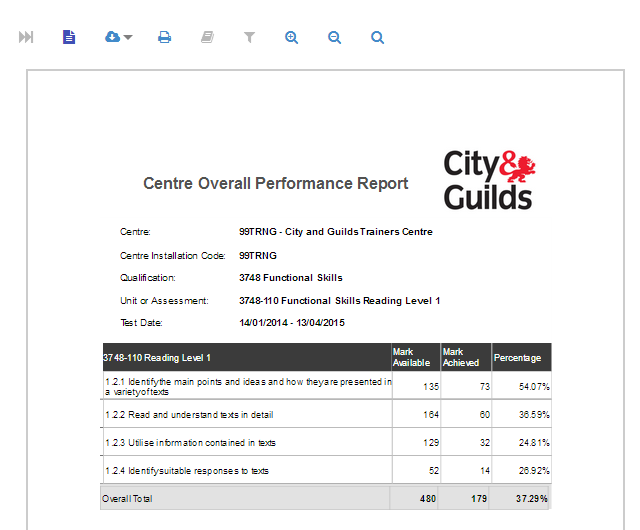 City&
Guilds
Centre Overall Performance Report
Centre: 99TRNG - City and Guilds Trainers Centre
Centre Installation Code: 99TRNG
Qualification: 3748 Functional Skills
Unit or Assessment: 3748-110 Functional Skills Reading Level 1
Test Date: 14/01/2014 - 13/04/2015
3748-110 Reading Level 1 Mark Available Mark Achieved Percentage
1.2.1 Identifythe main points and ideas and how theyare presented in
a varietyoftexts 135 73 54.07%
1.2.2 Read and understand texts in detail 164 60 36.59%
1.2.3 Utilise information contained in texts 129 32 24.81%
1.2.4 Identifysuitable responses to texts 52 14 26.92%
Overall Total 480 179 37.29%